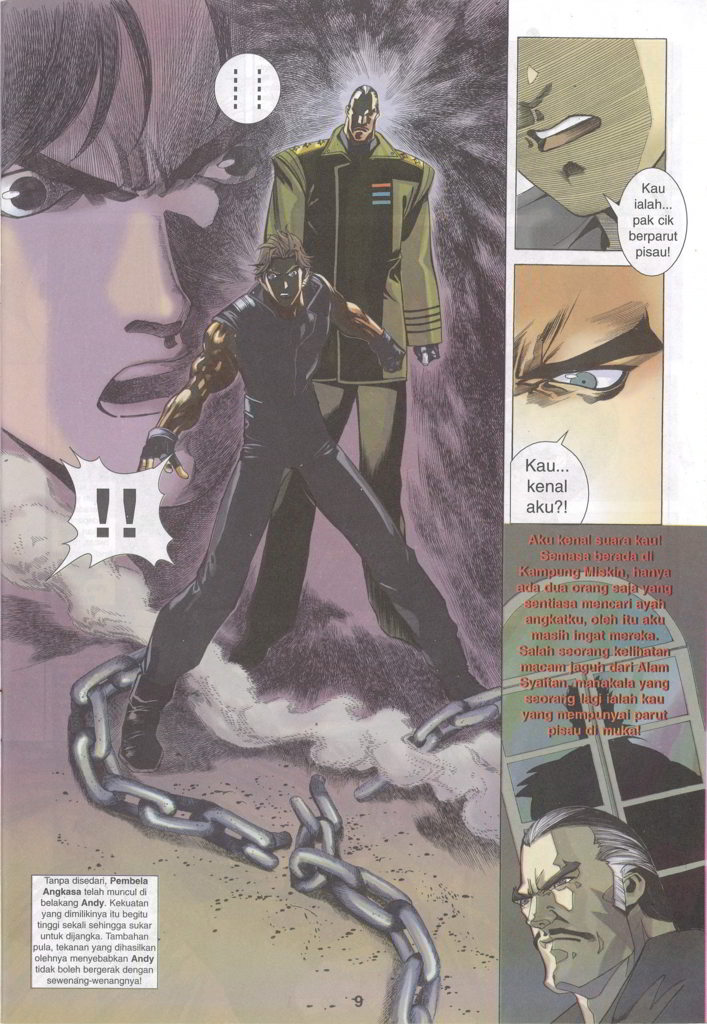 !!
Kau
ialah...
pak cik
berparut
pisau!
Kau...
kenal
aku?!
Aku kenal suara kau!
Semasa berada di
Kampung Miskin, hanya
ada dua orang saja yang
sentiasa mencari ayah
angkatku, oleh itu aku
masih ingat mereka.
Salah seorang kelihatan
macam jaguh dari Alam
Syaitan, manakala yang
seorang lagi ialah kau
yang mempunyai parut
pisau di muka!
Tanpa disedari, Pembela
Angkasa telah muncul di
belakang Andy. Kekuatan
yang dimilikinya itu begitu
tinggi sekali sehingga sukar
untuk dijangka. Tambahan
pula, tekanan yang dihasilkan
olehnya menyebabkan Andy
tidak boleh bergerak dengan
sewenang-wenangnya!
9